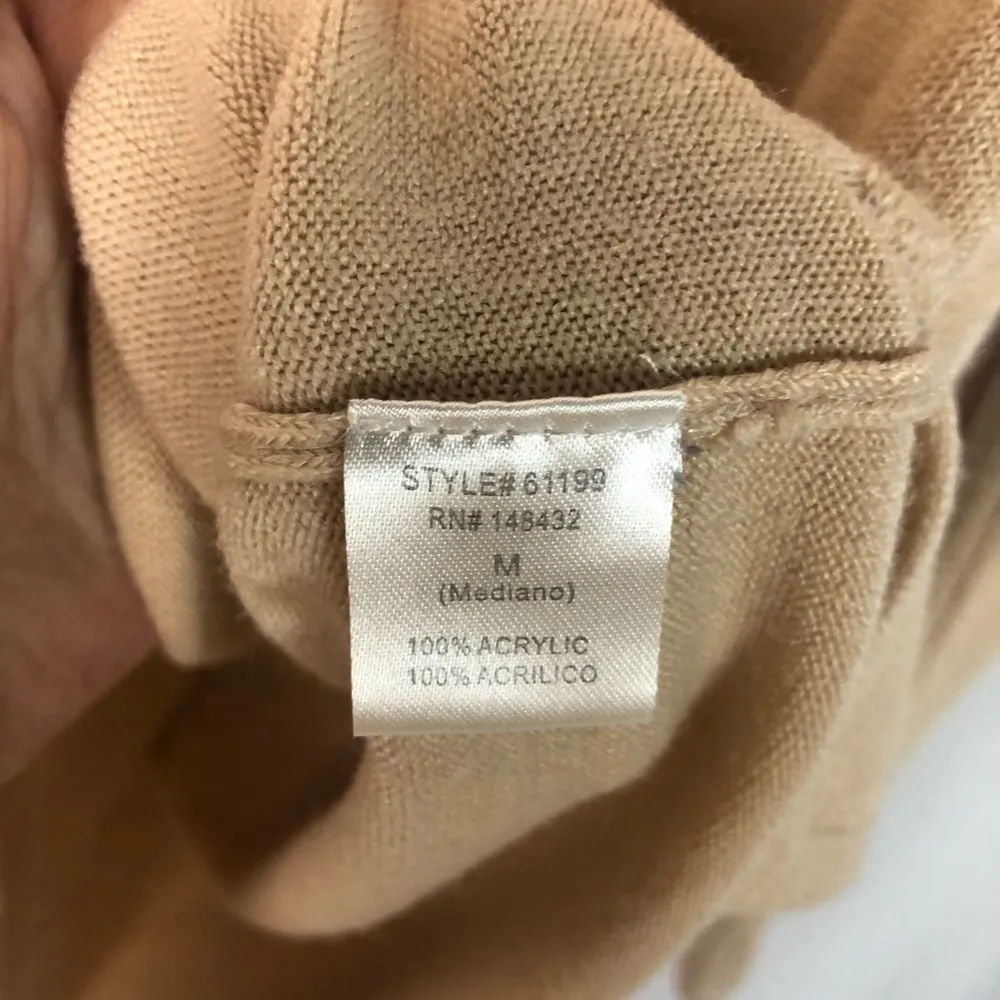 STYLE# 61199
RN# 148432
M
(Mediano)
100% ACRYLIC
100% ACRILICO